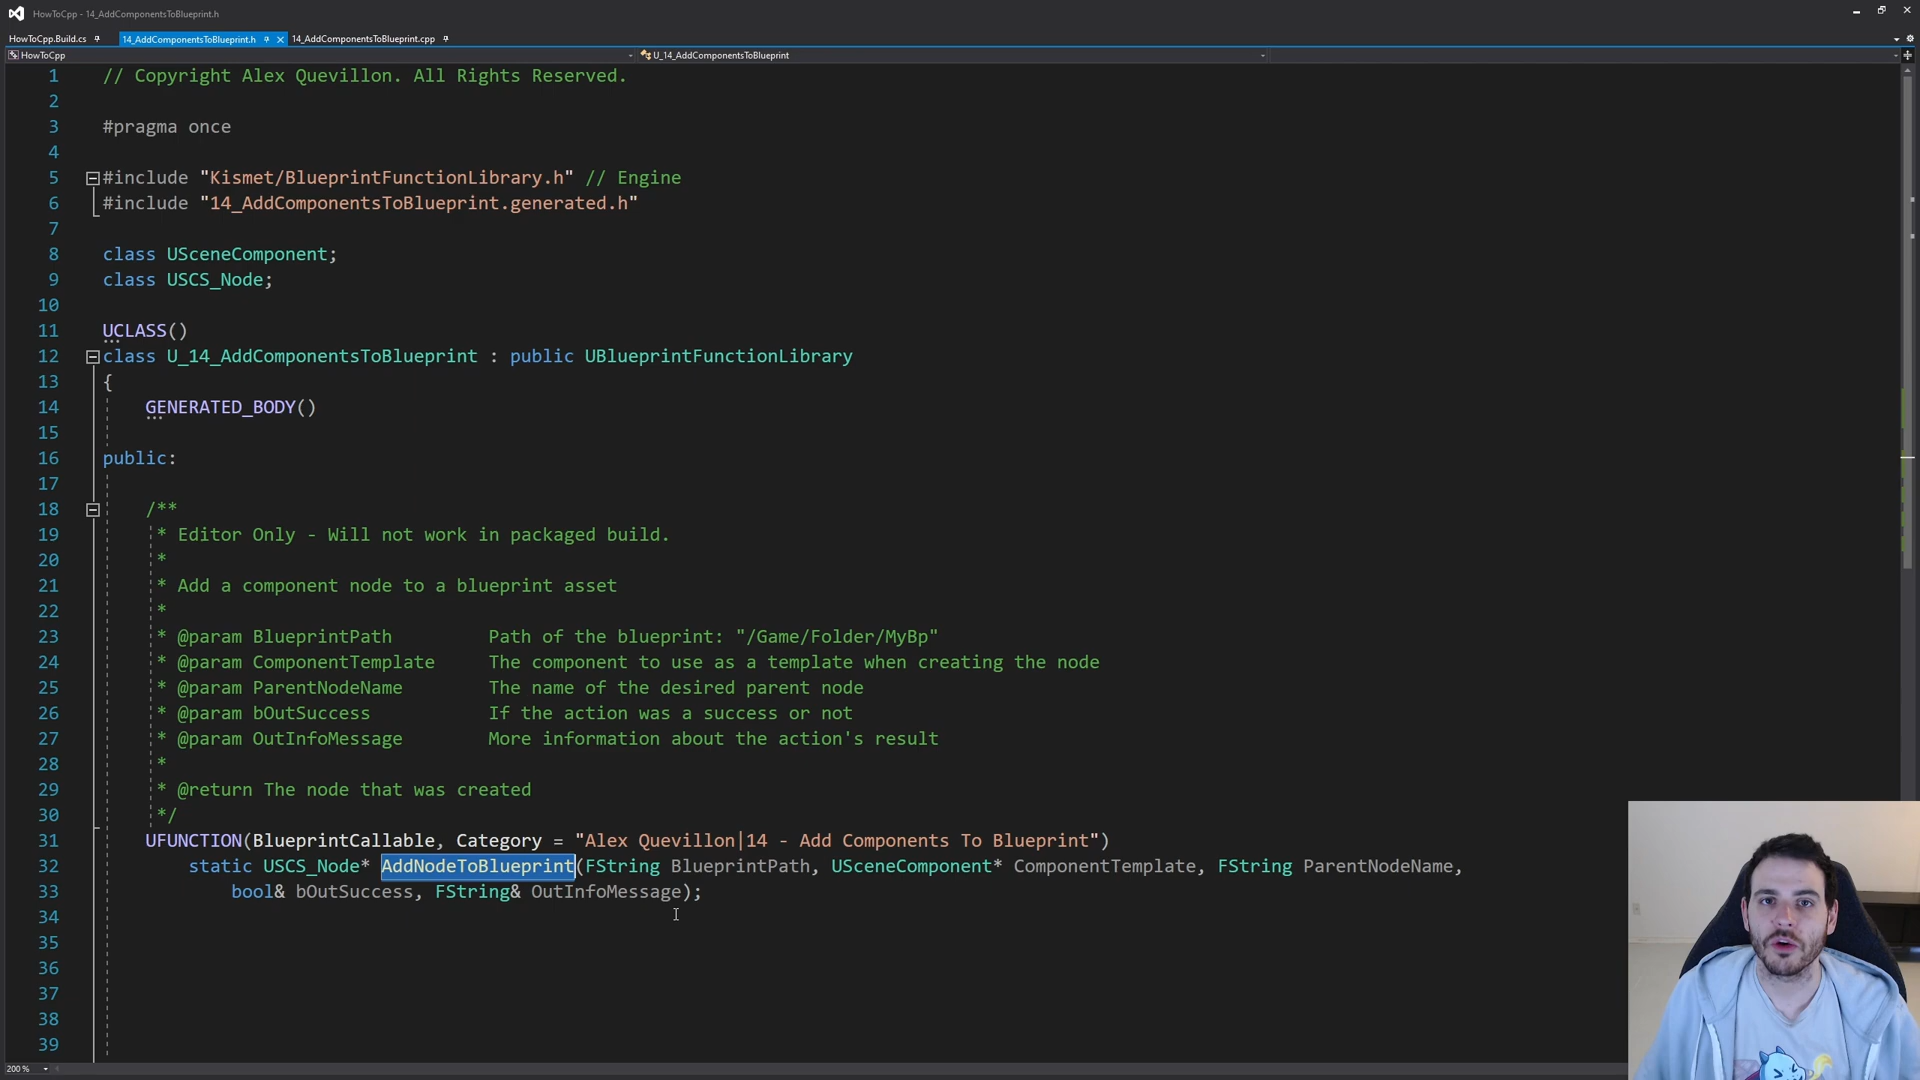 HowToCpp - 14_AddComponentsToBlueprint.h
HowToCpp.Build.cs 14_AddComponentsToBlueprint.h 14_AddComponentsToBlueprint.cpp
HowToCpp U_14_AddComponentsToBlueprint
1 // Copyright Alex Quevillon. All Rights Reserved.
2
3 #pragma once
4
5 #include "Kismet/BlueprintFunctionLibrary.h" // Engine
6 #include "14_AddComponentsToBlueprint.generated.h"
7
8 class USceneComponent;
9 class USCS_Node;
10
11 UCLASS()
12 class U_14_AddComponentsToBlueprint : public UBlueprintFunctionLibrary
13 {
14 GENERATED_BODY()
15
16 public:
17
18 /**
19 * Editor Only - Will not work in packaged build.
20 *
21 * Add a component node to a blueprint asset
22 *
23 * @param BlueprintPath Path of the blueprint: "/Game/Folder/MyBp"
24 * @param ComponentTemplate The component to use as a template when creating the node
25 * @param ParentNodeName The name of the desired parent node
26 * @param bOutSuccess If the action was a success or not
27 * @param OutInfoMessage More information about the action's result
28 *
29 * @return The node that was created
30 */
31 UFUNCTION(BlueprintCallable, Category = "Alex Quevillon|14 - Add Components To Blueprint")
32 static USCS_Node* AddNodeToBlueprint(FString BlueprintPath, USceneComponent* ComponentTemplate, FString ParentNodeName,
33 bool& bOutSuccess, FString& OutInfoMessage);
34
35
36
37
38
39
200 %